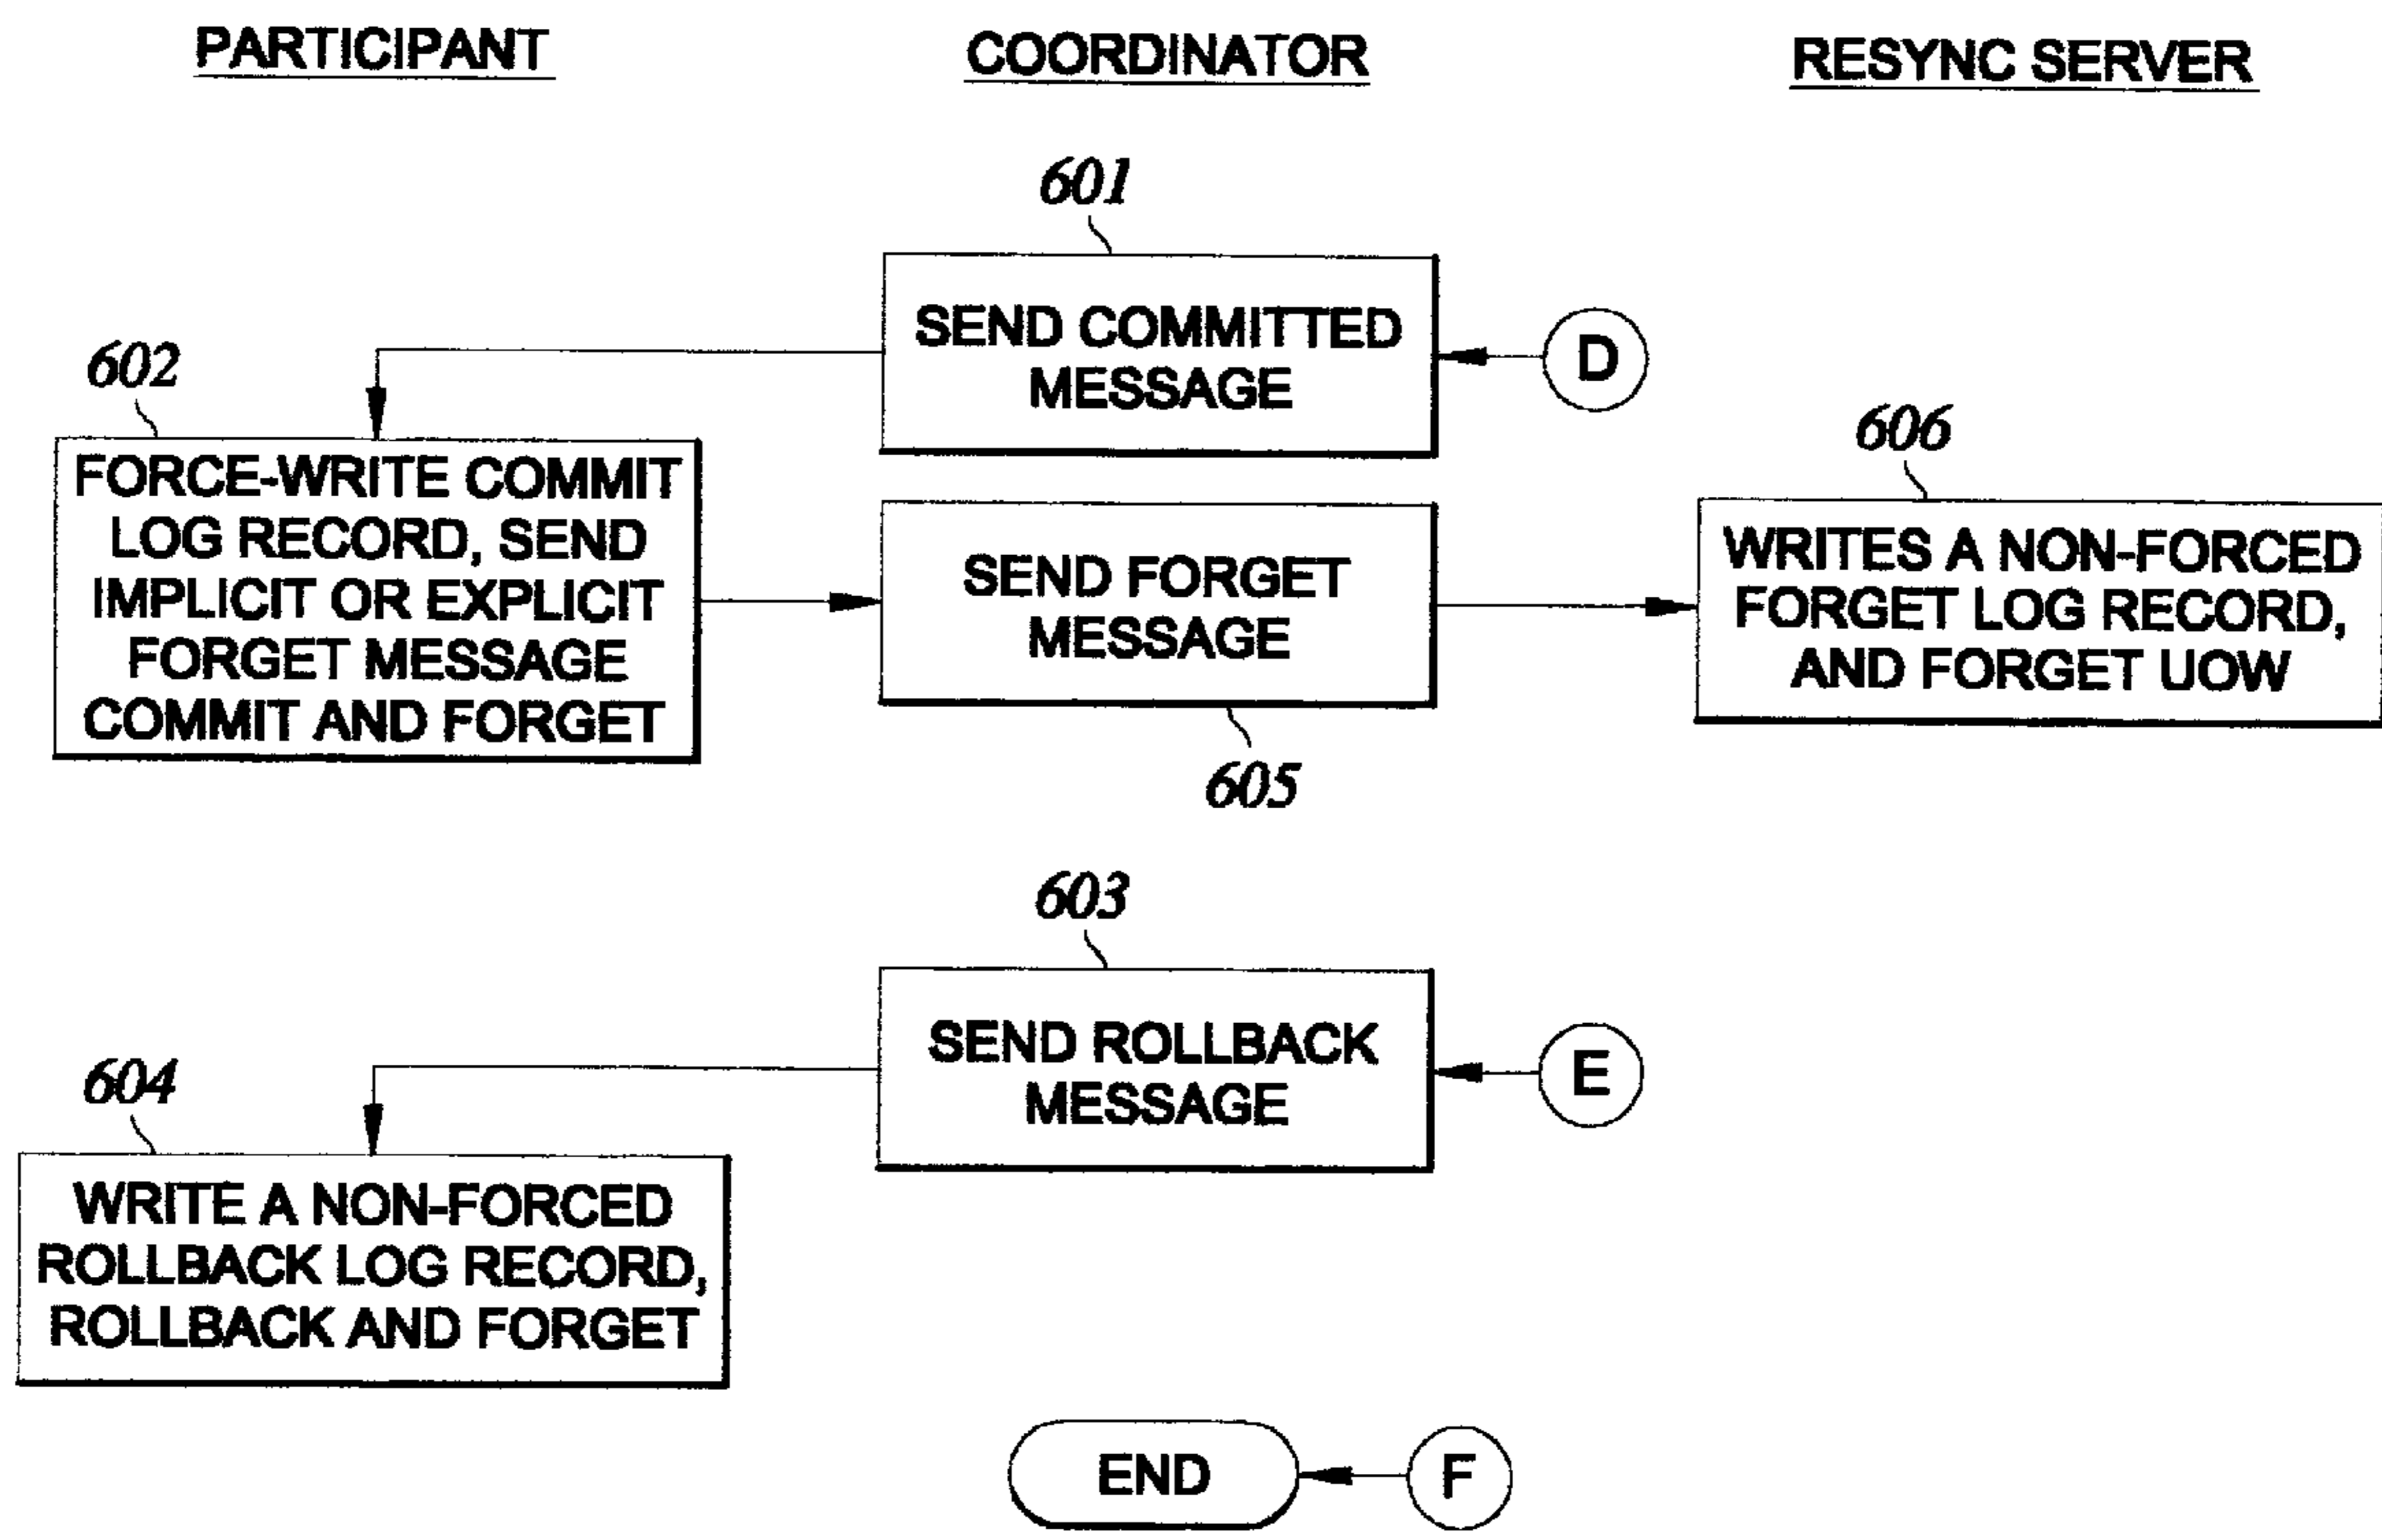 PARTICIPANT
COORDINATOR
RESYNC SERVER
601
SEND COMMITTED
MESSAGE
D
602
FORCE-WRITE COMMIT
LOG RECORD, SEND
IMPLICIT OR EXPLICIT
FORGET MESSAGE
COMMIT AND FORGET
SEND FORGET
MESSAGE
605
606
WRITES A NON-FORCED
FORGET LOG RECORD,
AND FORGET UOW
603
SEND ROLLBACK
MESSAGE
E
604
WRITE A NON-FORCED
ROLLBACK LOG RECORD,
ROLLBACK AND FORGET
END
F